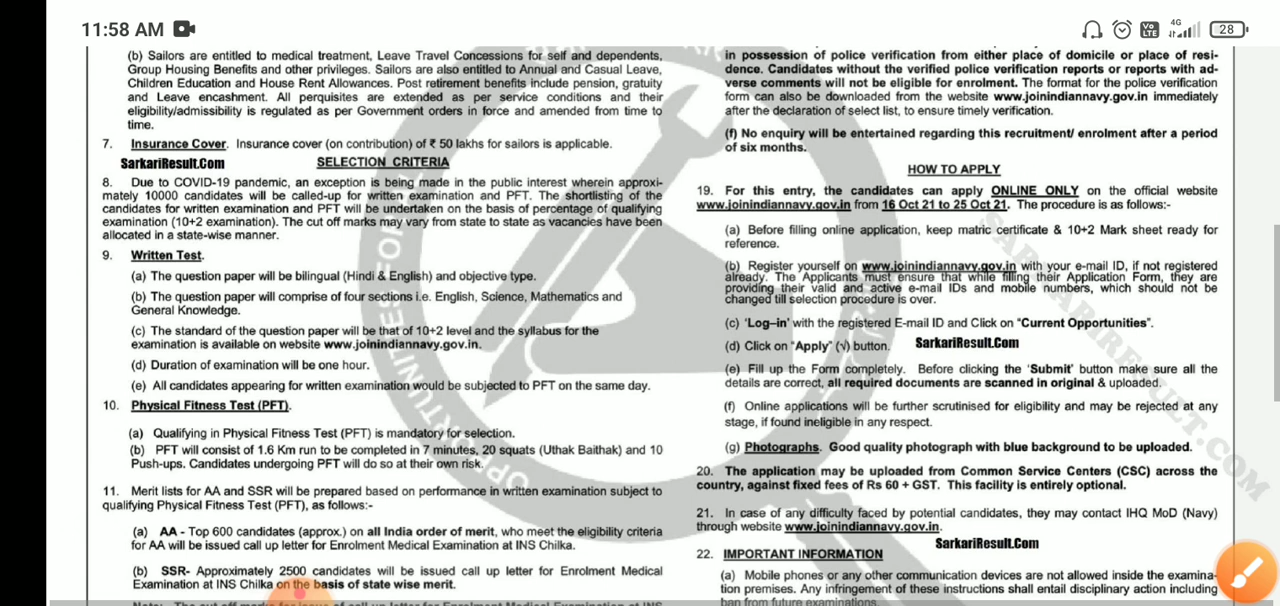 11:58 AM
4G
Vo LTE
28
(b) Sailors are entitled to medical treatment, Leave Travel Concessions for self and dependents,
Group Housing Benefits and other privileges. Sailors are also entitled to Annual and Casual Leave,
Children Education and House Rent Allowances. Post retirement benefits include pension, gratuity
and Leave encashment. All perquisites are extended as per service conditions and their
eligibility/admissibility is regulated as per Government orders in force and amended from time to
time.
7. Insurance Cover. Insurance cover (on contribution) of ₹ 50 lakhs for sailors is applicable.
SarkariResult.Com
SELECTION CRITERIA
8. Due to COVID-19 pandemic, an exception is being made in the public interest wherein approxi-
mately 10000 candidates will be called-up for written examination and PFT. The shortlisting of the
candidates for written examination and PFT will be undertaken on the basis of percentage of qualifying
examination (10+2 examination). The cut off marks may vary from state to state as vacancies have been
allocated in a state-wise manner.
9. Written Test.
(a) The question paper will be bilingual (Hindi & English) and objective type.
(b) The question paper will comprise of four sections i.e. English, Science, Mathematics and
General Knowledge.
(c) The standard of the question paper will be that of 10+2 level and the syllabus for the
examination is available on website www.joinindiannavy.gov.in.
(d) Duration of examination will be one hour.
(e) All candidates appearing for written examination would be subjected to PFT on the same day.
10. Physical Fitness Test (PFT).
(a) Qualifying in Physical Fitness Test (PFT) is mandatory for selection.
(b) PFT will consist of 1.6 Km run to be completed in 7 minutes, 20 squats (Uthak Baithak) and 10
Push-ups. Candidates undergoing PFT will do so at their own risk.
11. Merit lists for AA and SSR will be prepared based on performance in written examination subject to
qualifying Physical Fitness Test (PFT), as follows:-
(a) AA - Top 600 candidates (approx.) on all India order of merit, who meet the eligibility criteria
for AA will be issued call up letter for Enrolment Medical Examination at INS Chilka.
(b) SSR- Approximately 2500 candidates will be issued call up letter for Enrolment Medical
Examination at INS Chilka on the basis of state wise merit.
in possession of police verification from either place of domicile or place of resi-
dence. Candidates without the verified police verification reports or reports with ad-
verse comments will not be eligible for enrolment. The format for the police verification
form can also be downloaded from the website www.joinindiannavy.gov.in immediately
after the declaration of select list, to ensure timely verification.
(f) No enquiry will be entertained regarding this recruitment/ enrolment after a period
of six months.
HOW TO APPLY
19. For this entry, the candidates can apply ONLINE ONLY on the official website
www.joinindiannavy.gov.in from 16 Oct 21 to 25 Oct 21. The procedure is as follows:-
(a) Before filling online application, keep matric certificate & 10+2 Mark sheet ready for
reference.
(b) Register yourself on www.joinindiannavy.gov.in with your e-mail ID, if not registered
already. The Applicants must ensure that while filling their Application Form, they are
providing their valid and active e-mail IDs and mobile numbers, which should not be
changed till selection procedure is over.
(c) 'Log–in' with the registered E-mail ID and Click on "Current Opportunities".
(d) Click on "Apply" (√) button.
SarkariResult.Com
(e) Fill up the Form completely. Before clicking the 'Submit' button make sure all the
details are correct, all required documents are scanned in original & uploaded.
(f) Online applications will be further scrutinised for eligibility and may be rejected at any
stage, if found ineligible in any respect.
(g) Photographs. Good quality photograph with blue background to be uploaded.
20. The application may be uploaded from Common Service Centers (CSC) across the
country, against fixed fees of Rs 60 + GST. This facility is entirely optional.
21. In case of any difficulty faced by potential candidates, they may contact IHQ MoD (Navy)
through website www.joinindiannavy.gov.in.
SarkariResult.Com
22. IMPORTANT INFORMATION
(a) Mobile phones or any other communication devices are not allowed inside the examina-
tion premises. Any infringement of these instructions shall entail disciplinary action including
ban from future examinations.
OPPORTUNITIES OF
SARKARIRESULT.COM